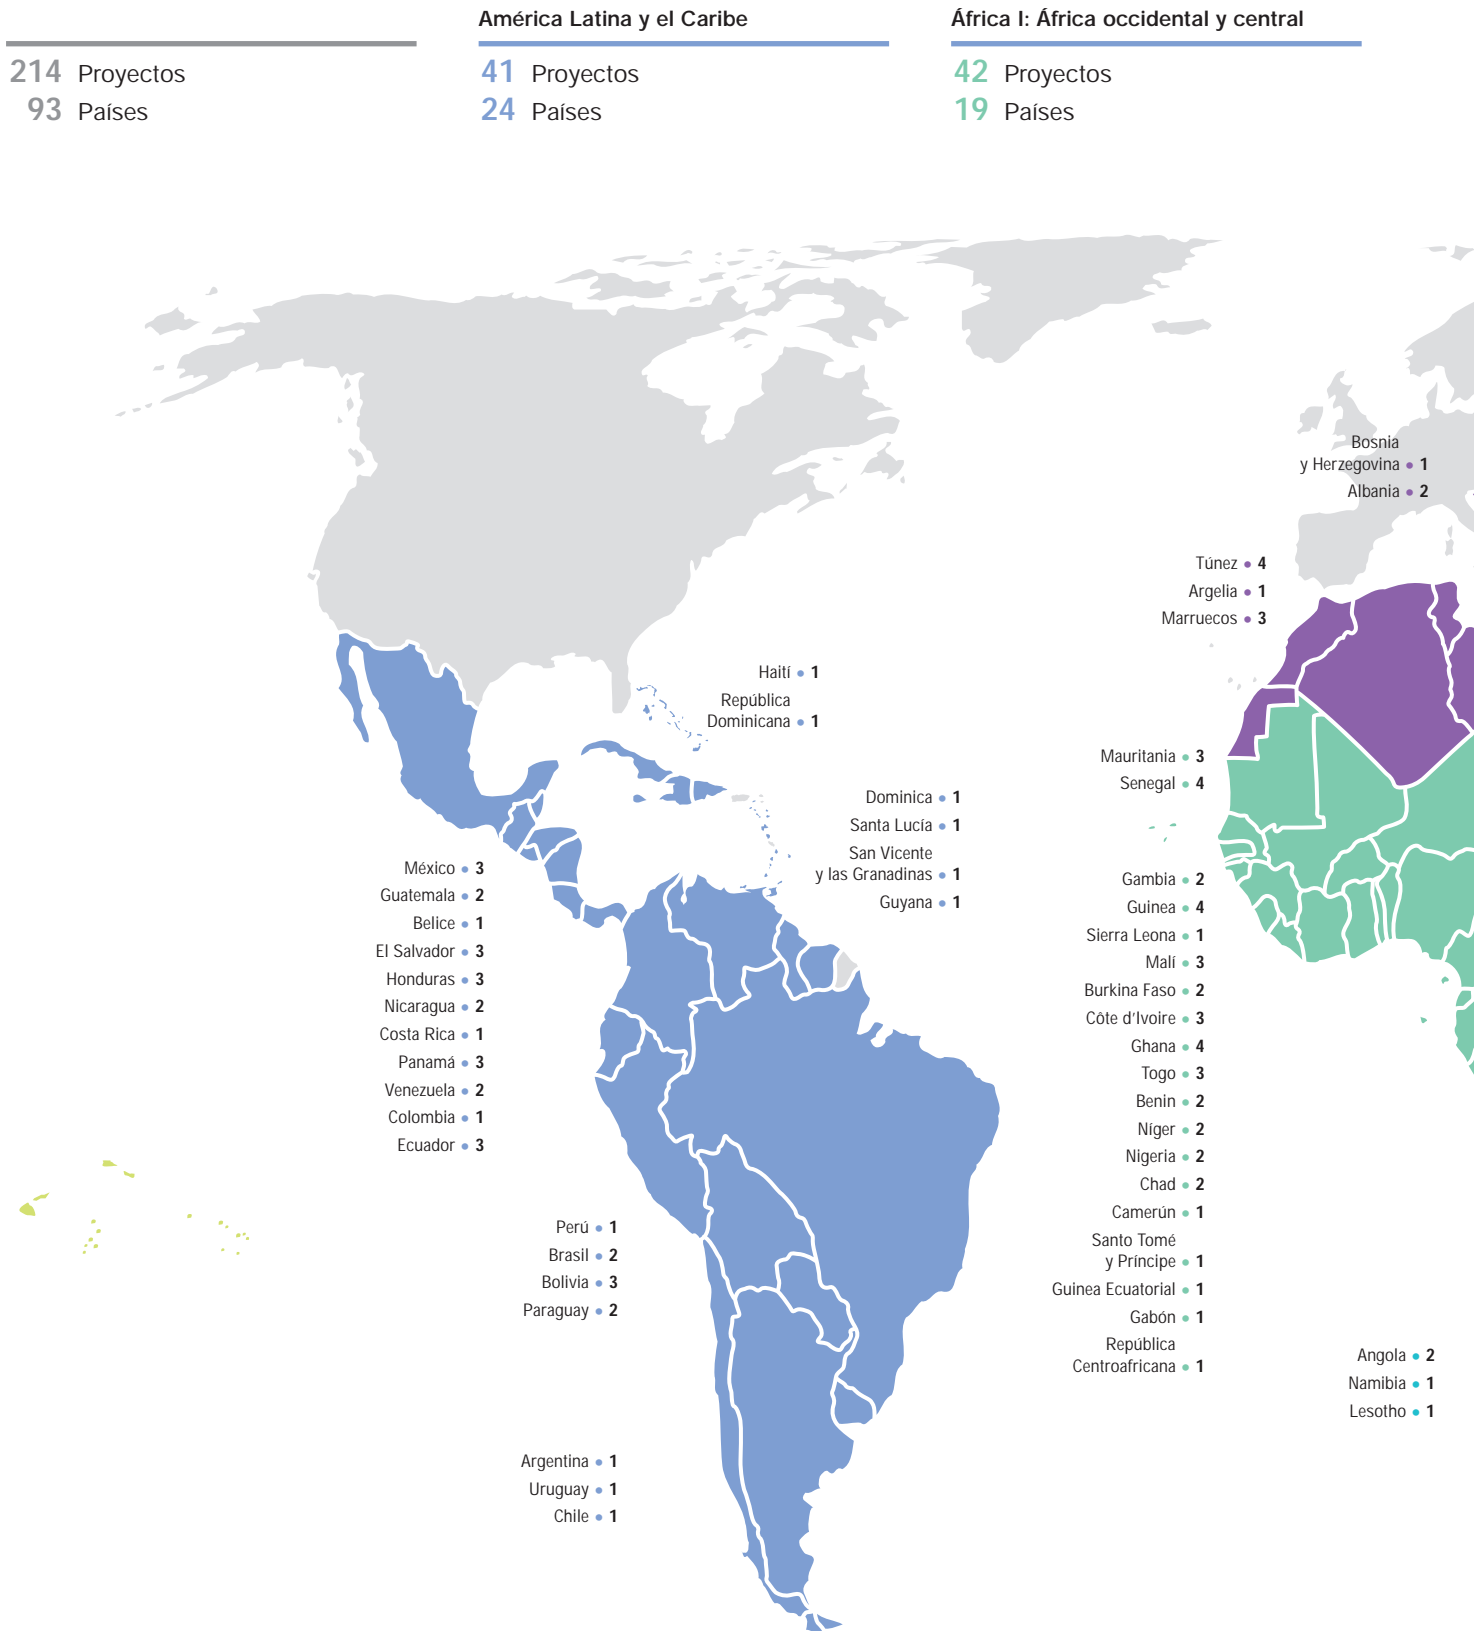 214 Proyectos
93 Países
América Latina y el Caribe
41 Proyectos
24 Países
África I: África occidental y central
42 Proyectos
19 Países
Bosnia
y Herzegovina • 1
Albania • 2
Túnez • 4
Argelia • 1
Marruecos • 3
Haití • 1
República
Dominicana • 1
Dominica • 1
Santa Lucía • 1
San Vicente
y las Granadinas • 1
Guyana • 1
México • 3
Guatemala • 2
Belice • 1
El Salvador • 3
Honduras • 3
Nicaragua • 2
Costa Rica • 1
Panamá • 3
Venezuela • 2
Colombia • 1
Ecuador • 3
Perú • 1
Brasil • 2
Bolivia • 3
Paraguay • 2
Argentina • 1
Uruguay • 1
Chile • 1
Mauritania • 3
Senegal • 4
Gambia • 2
Guinea • 4
Sierra Leona • 1
Malí • 3
Burkina Faso • 2
Côte d'Ivoire • 3
Ghana • 4
Togo • 3
Benin • 2
Níger • 2
Nigeria • 2
Chad • 2
Camerún • 1
Santo Tomé
y Príncipe • 1
Guinea Ecuatorial • 1
Gabón • 1
República
Centroafricana • 1
Angola • 2
Namibia • 1
Lesotho • 1